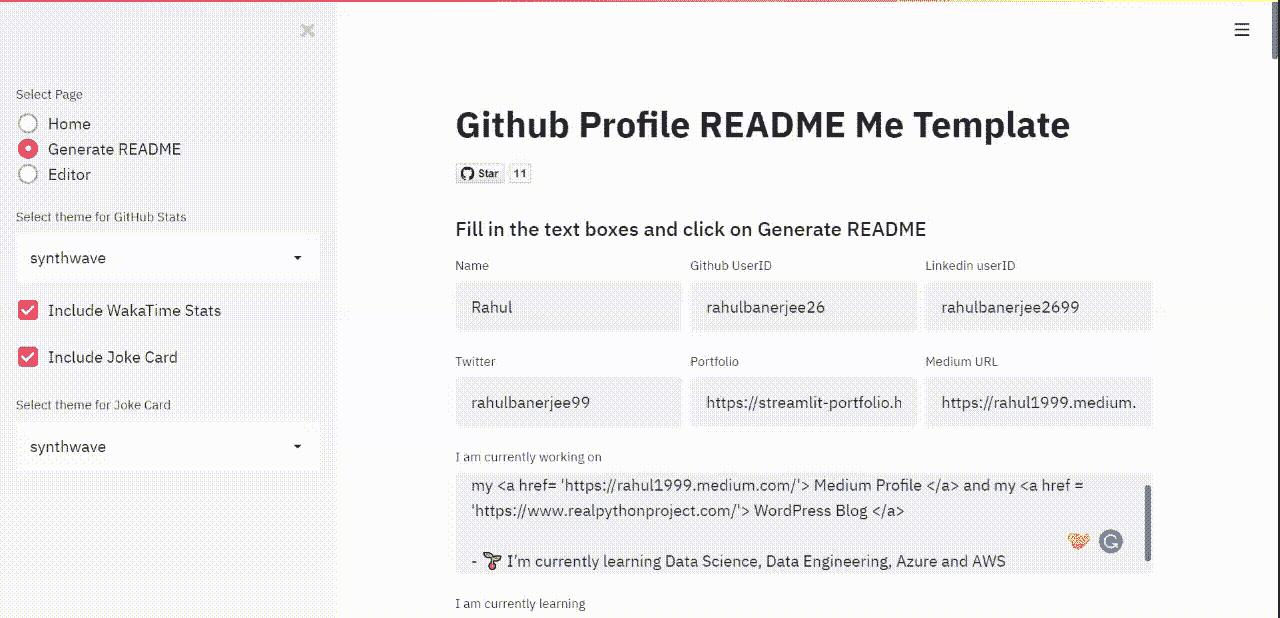 Select Page
Home
Generate README
Editor
Select theme for GitHub Stats
synthwave
Include WakaTime Stats
Include Joke Card
Select theme for Joke Card
synthwave
Github Profile README Me Template
Star 11
Fill in the text boxes and click on Generate README
Name Github UserID Linkedin userID
Rahul rahulbanerjee26 rahulbanerjee2699
Twitter Portfolio Medium URL
rahulbanerjee99 https://streamlit-portfolio.h https://rahul1999.medium.
I am currently working on
my <a href= 'https://rahul1999.medium.com/'> Medium Profile </a> and my <a href =
'https://www.realpythonproject.com/'> WordPress Blog </a>
- 🌱 I’m currently learning Data Science, Data Engineering, Azure and AWS
I am currently learning